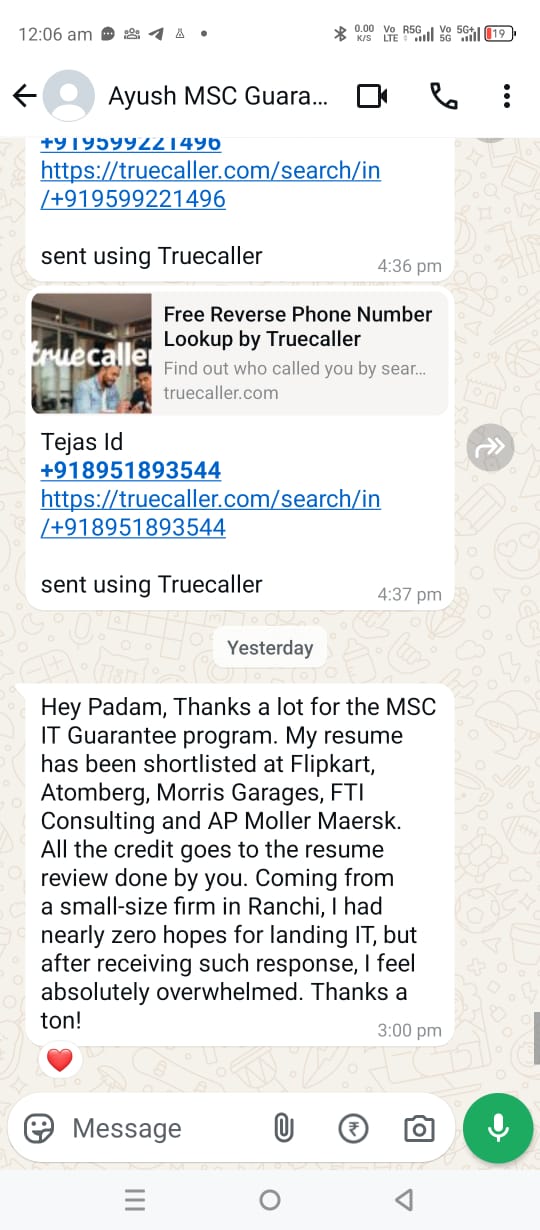 12:06 am
0.00 K/S Vo LTE R5G Vo 5G 5G+ 19
Ayush MSC Guara...
+919599221496
https://truecaller.com/search/in
/+919599221496
sent using Truecaller
4:36 pm
truecalle
Free Reverse Phone Number
Lookup by Truecaller
Find out who called you by sear...
truecaller.com
Tejas Id
+918951893544
https://truecaller.com/search/in
/+918951893544
sent using Truecaller
4:37 pm
Yesterday
Hey Padam, Thanks a lot for the MSC
IT Guarantee program. My resume
has been shortlisted at Flipkart,
Atomberg, Morris Garages, FTI
Consulting and AP Moller Maersk.
All the credit goes to the resume
review done by you. Coming from
a small-size firm in Ranchi, I had
nearly zero hopes for landing IT, but
after receiving such response, I feel
absolutely overwhelmed. Thanks a
ton!
3:00 pm
Message